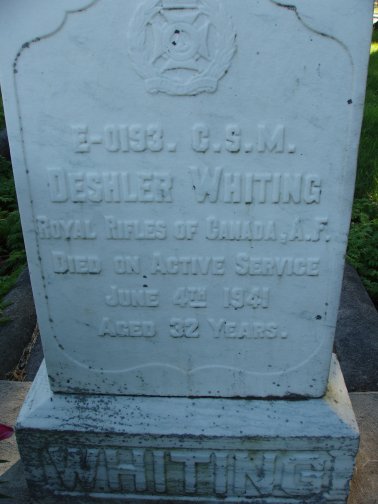 E-0193. C.S.M.
DESHLER WHITING
ROYAL RIFLES OF CANADA, A.F.
DIED ON ACTIVE SERVICE
JUNE 4TH 1941
AGED 32 YEARS.
WHITING